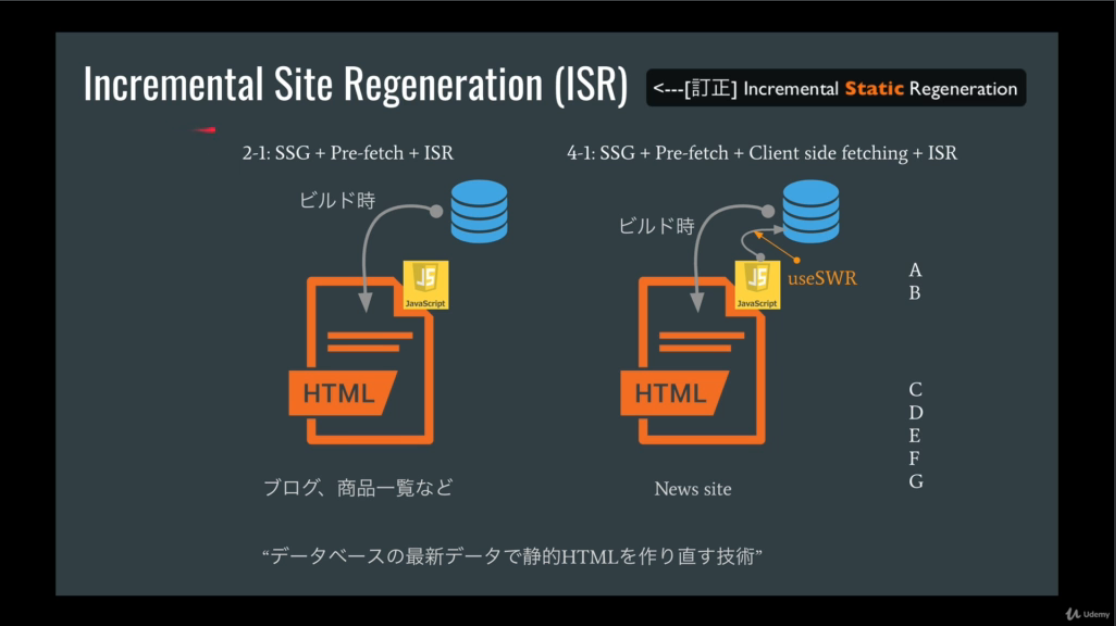 Incremental Site Regeneration (ISR)
<---[訂正] Incremental Static Regeneration
2-1: SSG + Pre-fetch + ISR
ビルド時
JS
JavaScript
HTML
ブログ、商品一覧など
4-1: SSG + Pre-fetch + Client side fetching + ISR
ビルド時
JS
JavaScript
useSWR
HTML
News site
A
B
C
D
E
F
G
“データベースの最新データで静的HTMLを作り直す技術”
Udemy